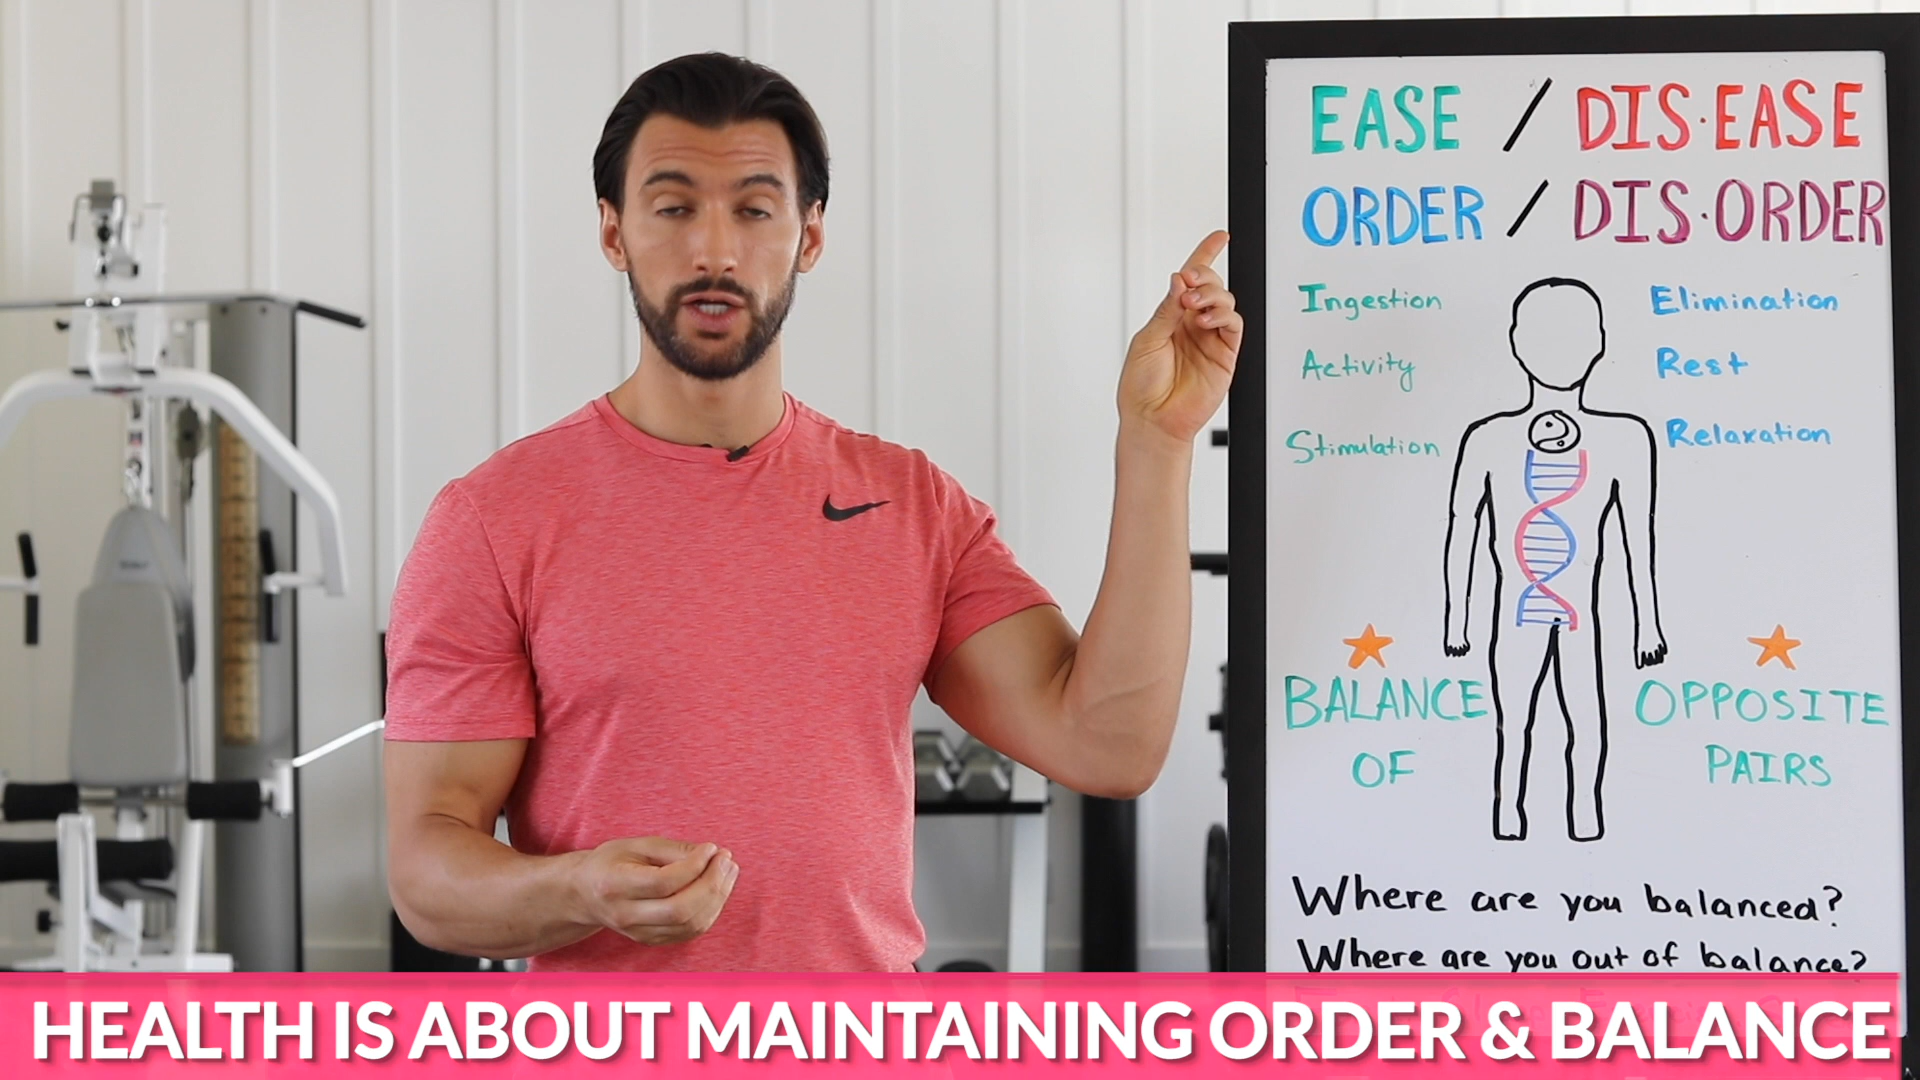 EASE / DIS·EASE
ORDER / DIS·ORDER
Ingestion
Elimination
Activity
Rest
Stimulation
Relaxation
BALANCE
OF
OPPOSITE
PAIRS
Where are you balanced?
Where are you out of balance?
HEALTH IS ABOUT MAINTAINING ORDER & BALANCE